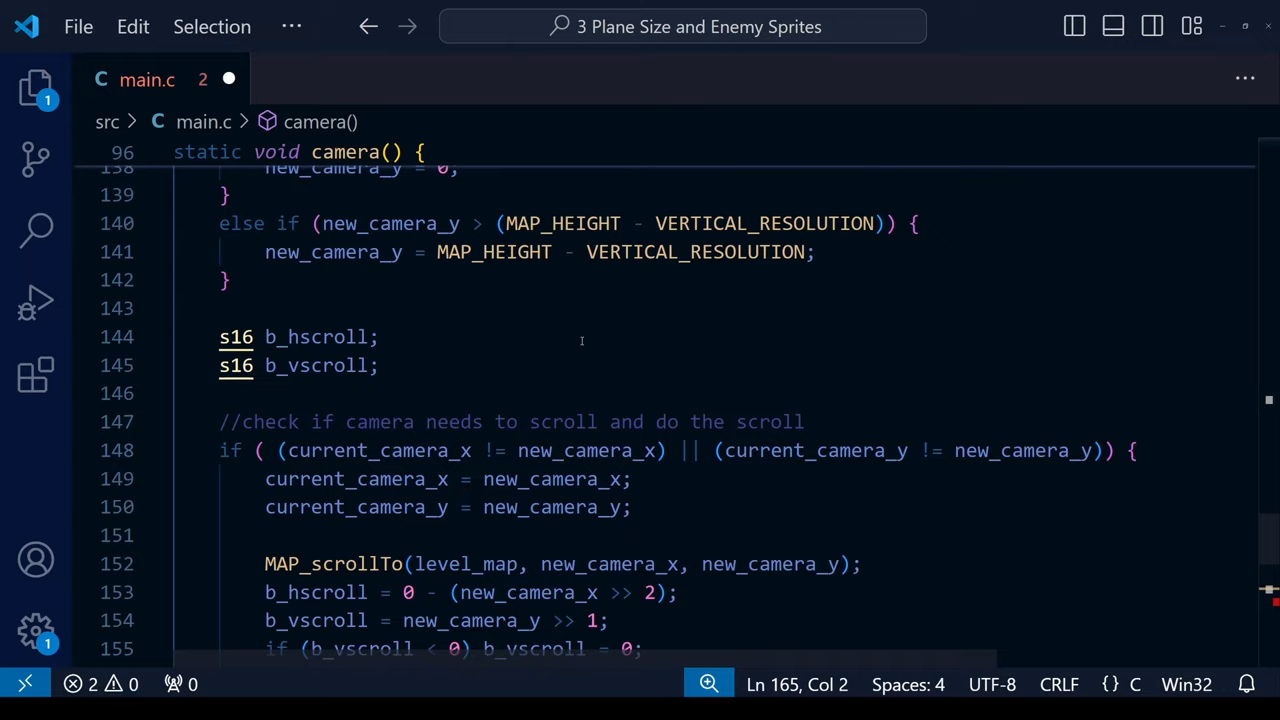 File Edit Selection ··· 3 Plane Size and Enemy Sprites
1 C main.c 2 ···
src > C main.c > camera()
96 static void camera() {
138 new_camera_y = 0;
139 }
140 else if (new_camera_y > (MAP_HEIGHT - VERTICAL_RESOLUTION)) {
141 new_camera_y = MAP_HEIGHT - VERTICAL_RESOLUTION;
142 }
143
144 s16 b_hscroll;
145 s16 b_vscroll;
146
147 //check if camera needs to scroll and do the scroll
148 if ( (current_camera_x != new_camera_x) || (current_camera_y != new_camera_y)) {
149 current_camera_x = new_camera_x;
150 current_camera_y = new_camera_y;
151
152 MAP_scrollTo(level_map, new_camera_x, new_camera_y);
153 b_hscroll = 0 - (new_camera_x >> 2);
154 b_vscroll = new_camera_y >> 1;
155 if (b_vscroll < 0) b_vscroll = 0;
1
2 0 0 Ln 165, Col 2 Spaces: 4 UTF-8 CRLF {} C Win32